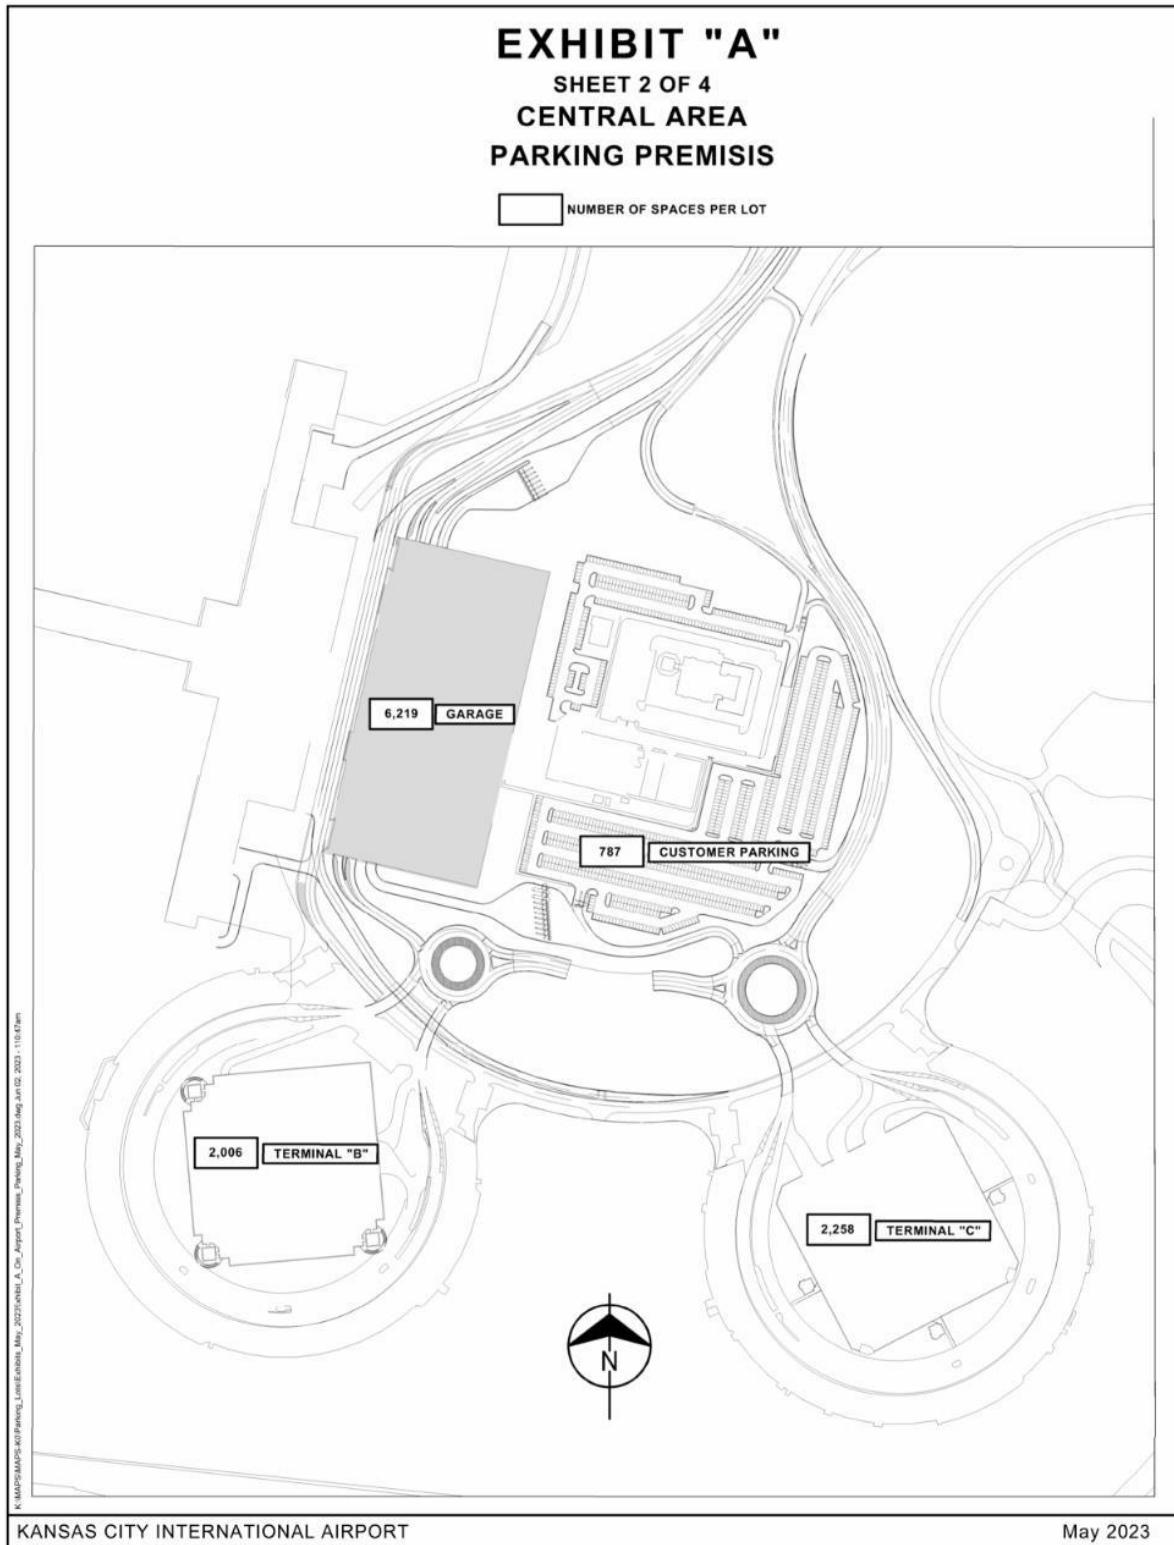 EXHIBIT "A"
SHEET 2 OF 4
CENTRAL AREA
PARKING PREMISIS
NUMBER OF SPACES PER LOT
6,219 GARAGE
787 CUSTOMER PARKING
2,006 TERMINAL "B"
2,258 TERMINAL "C"
N
KANSAS CITY INTERNATIONAL AIRPORT May 2023